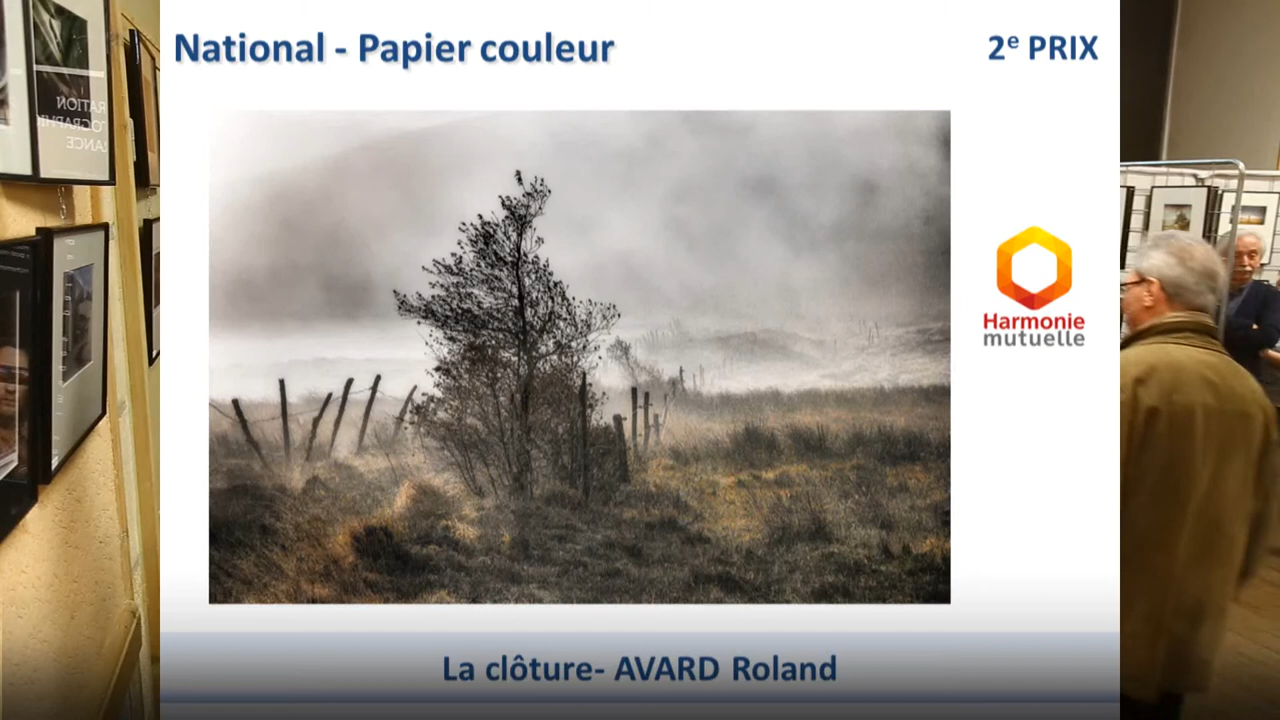 National - Papier couleur
2e PRIX
Harmonie
mutuelle
La clôture- AVARD Roland